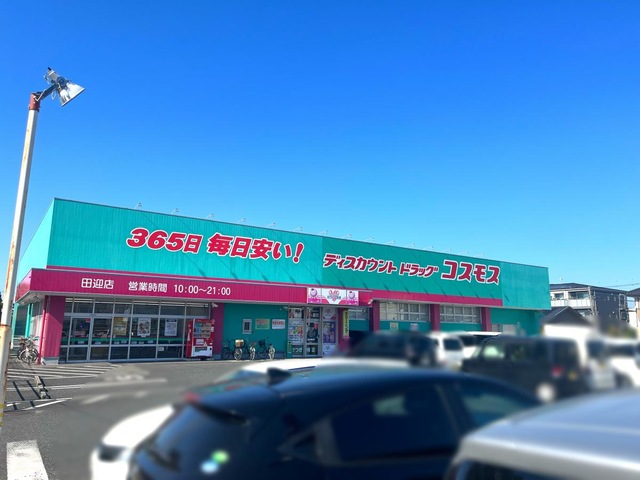 365日 毎日安い!
ディスカウント ドラッグ コスモス
田迎店 営業時間 10:00~21:00